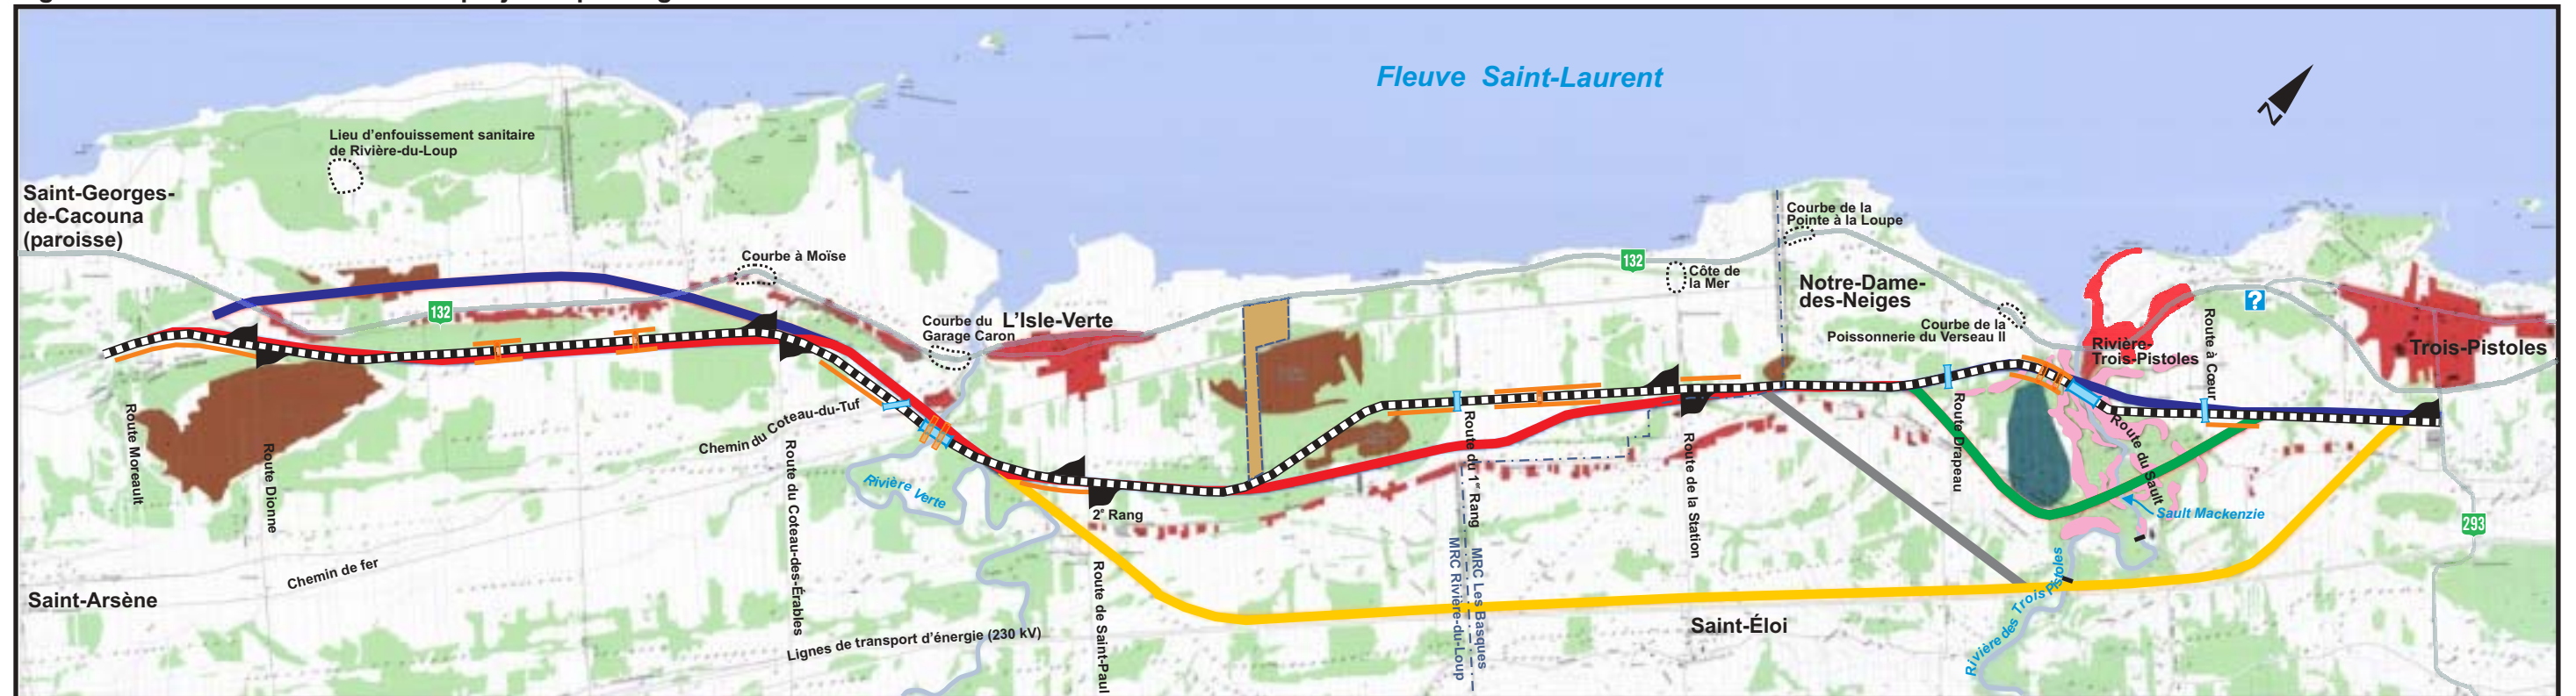 Fleuve Saint-Laurent
N
Lieu d'enfouissement sanitaire
de Rivière-du-Loup
Saint-Georges-
de-Cacouna
(paroisse)
Courbe à Moïse
132
Courbe du
Garage Caron
L'Isle-Verte
132
Côte de
la Mer
Courbe de la
Pointe à la Loupe
Notre-Dame-
des-Neiges
Courbe de la
Poissonnerie du Verseau II
Rivière-
Trois-Pistoles
Route à Cœur
?
Trois-Pistoles
Route Moreault
Route Dionne
Chemin du Coteau-du-Tuf
Route du Coteau-des-Érables
Rivière Verte
2e Rang
Route de Saint-Paul
Route du 1er Rang
MRC Rivière-du-Loup
MRC Les Basques
Route de la Station
Route Drapeau
Route du Sault
Sault Mackenzie
293
Chemin de fer
Saint-Arsène
Lignes de transport d'énergie (230 kV)
Saint-Éloi
Rivière des Trois Pistoles